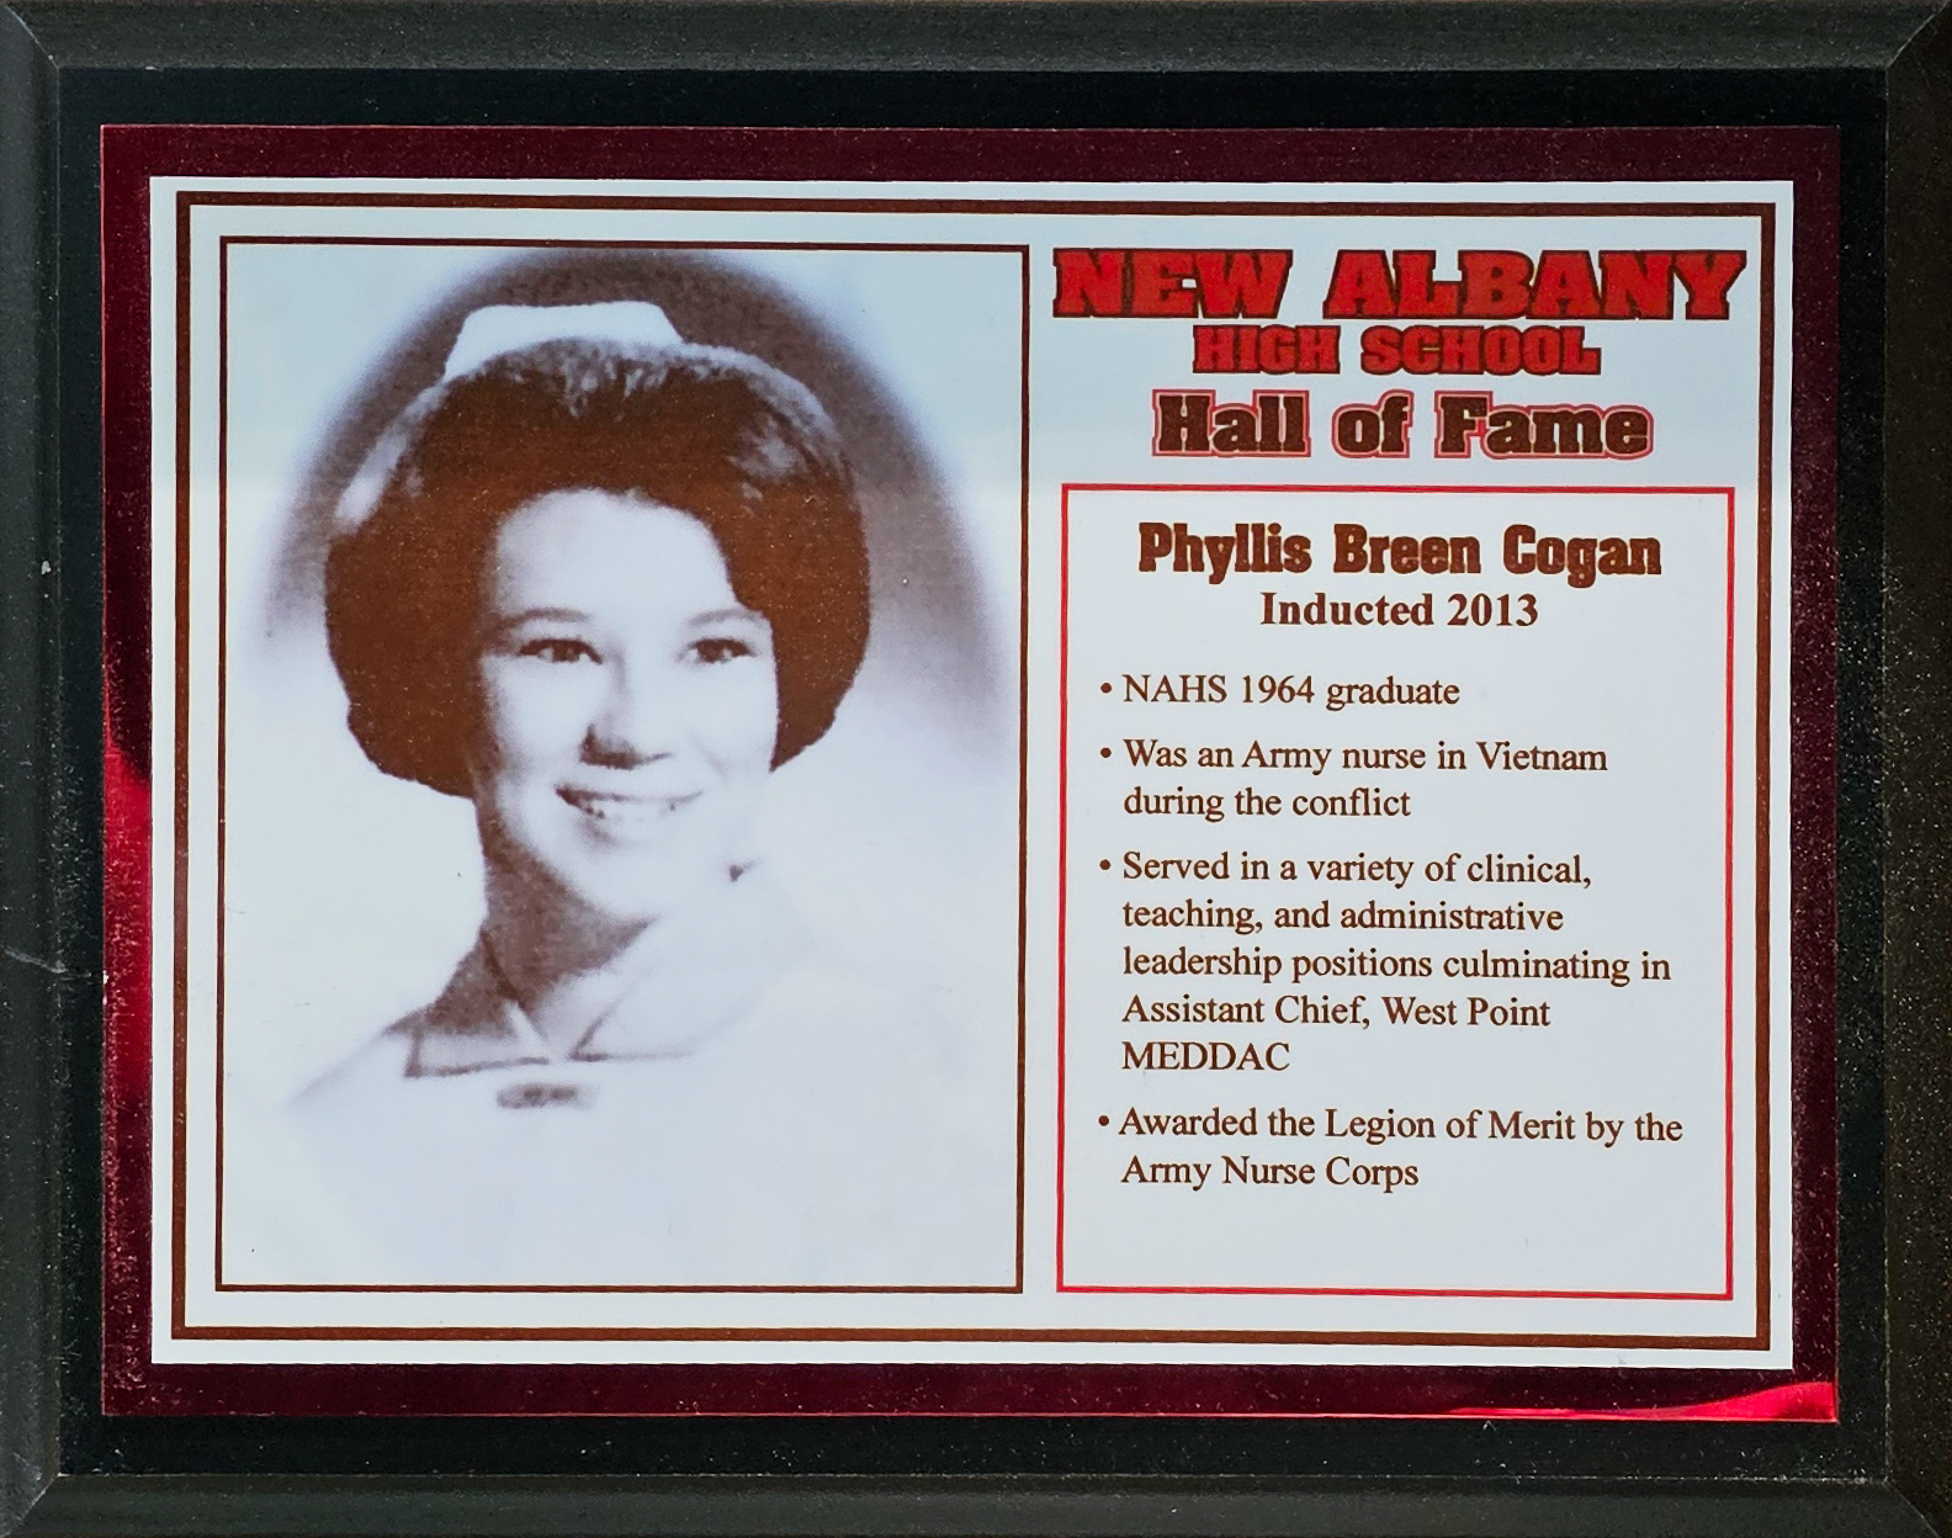 NEW ALBANY
HIGH SCHOOL
Hall of Fame
Phyllis Breen Cogan
Inducted 2013
• NAHS 1964 graduate
• Was an Army nurse in Vietnam
during the conflict
• Served in a variety of clinical,
teaching, and administrative
leadership positions culminating in
Assistant Chief, West Point
MEDDAC
• Awarded the Legion of Merit by the
Army Nurse Corps